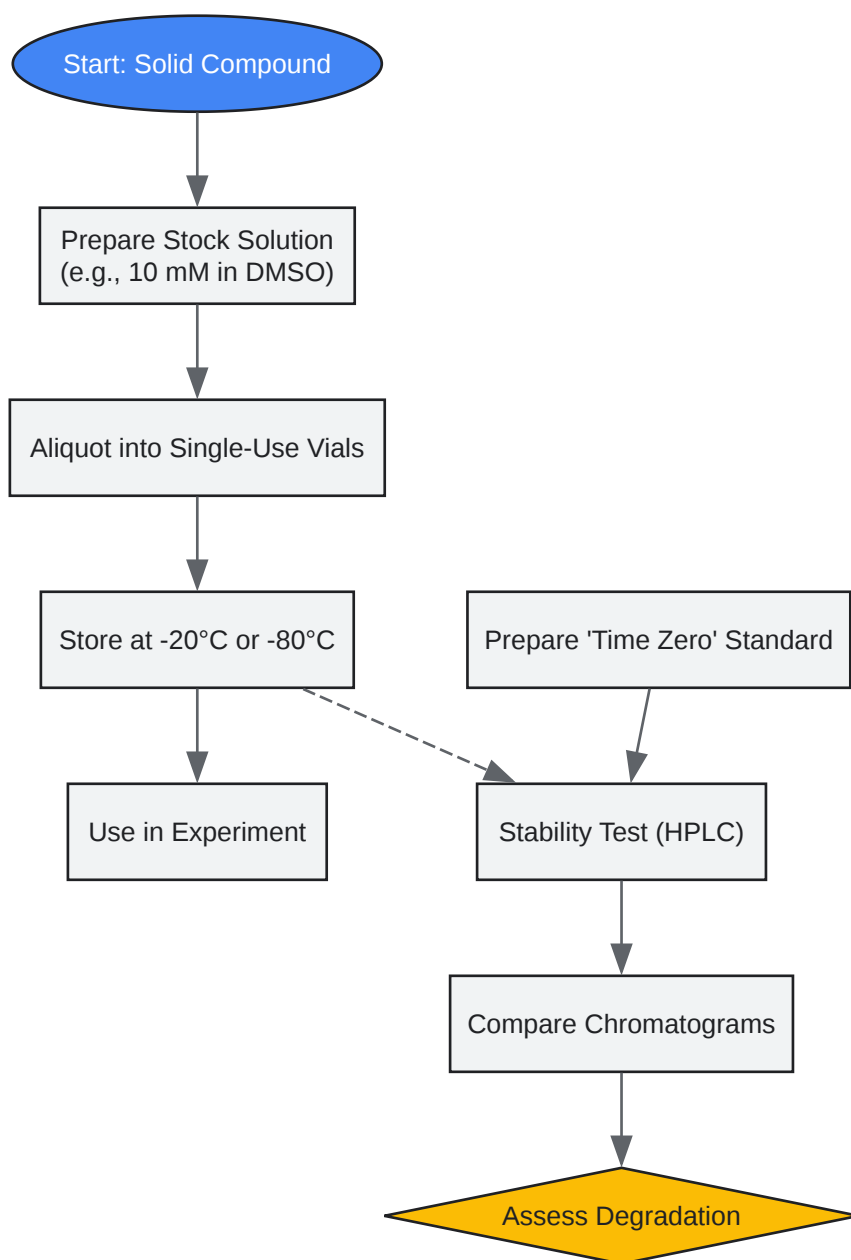 Start: Solid Compound
Prepare Stock Solution
(e.g., 10 mM in DMSO)
Aliquot into Single-Use Vials
Store at -20°C or -80°C
Prepare 'Time Zero' Standard
Use in Experiment
Stability Test (HPLC)
Compare Chromatograms
Assess Degradation